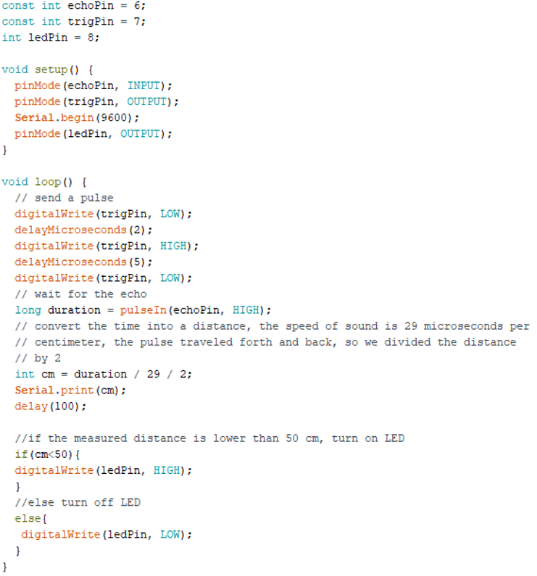 const int echoPin = 6;
const int trigPin = 7;
int ledPin = 8;

void setup() {
  pinMode(echoPin, INPUT);
  pinMode(trigPin, OUTPUT);
  Serial.begin(9600);
  pinMode(ledPin, OUTPUT);
}

void loop() {
  // send a pulse
  digitalWrite(trigPin, LOW);
  delayMicroseconds(2);
  digitalWrite(trigPin, HIGH);
  delayMicroseconds(5);
  digitalWrite(trigPin, LOW);
  // wait for the echo
  long duration = pulseIn(echoPin, HIGH);
  // convert the time into a distance, the speed of sound is 29 microseconds per
  // centimeter, the pulse traveled forth and back, so we divided the distance
  // by 2
  int cm = duration / 29 / 2;
  Serial.print(cm);
  delay(100);

  //if the measured distance is lower than 50 cm, turn on LED
  if(cm<50){
  digitalWrite(ledPin, HIGH);
  }
  //else turn off LED
  else{
   digitalWrite(ledPin, LOW);
  }
}